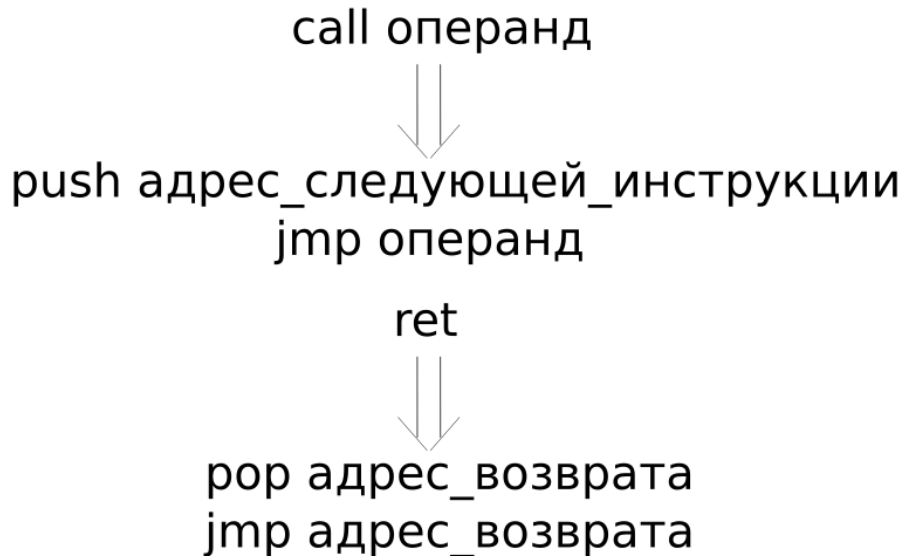 call операнд
push адрес_следующей_инструкции
jmp операнд
ret
pop адрес_возврата
jmp адрес_возврата